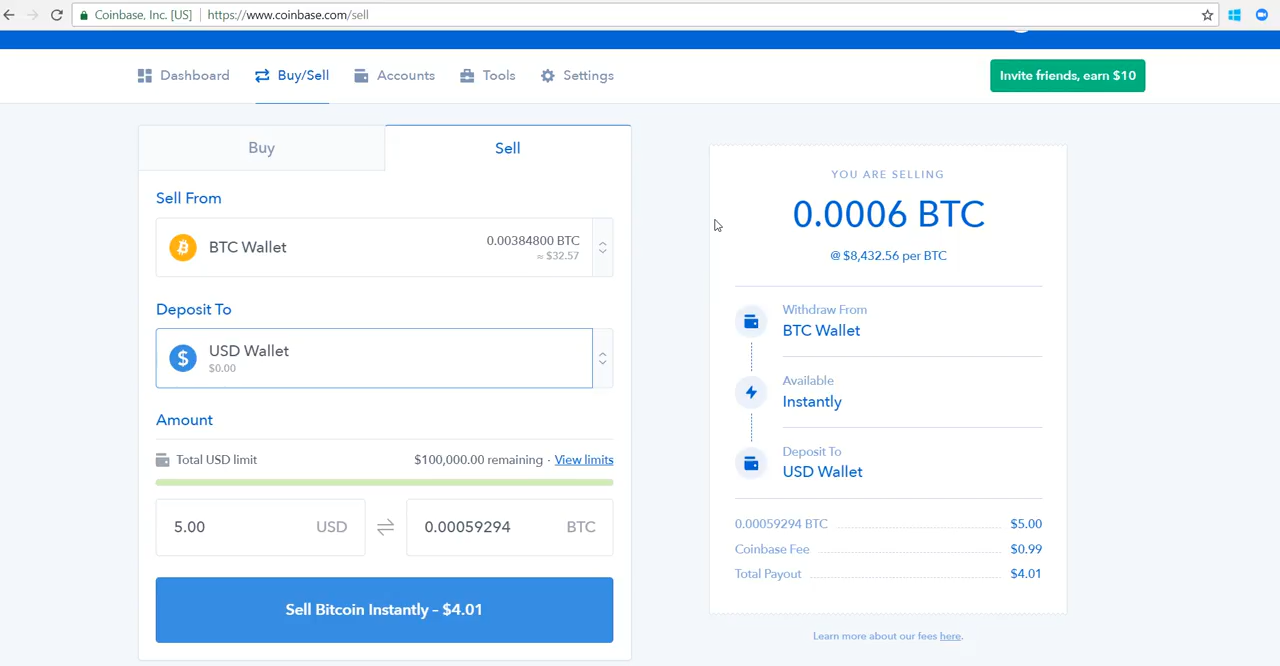 Coinbase, Inc. [US] https://www.coinbase.com/sell
Dashboard Buy/Sell Accounts Tools Settings Invite friends, earn $10
Buy Sell
Sell From
BTC Wallet 0.00384800 BTC
≈ $32.57
Deposit To
$ USD Wallet
$0.00
Amount
Total USD limit $100,000.00 remaining · View limits
5.00 USD 0.00059294 BTC
Sell Bitcoin Instantly – $4.01
YOU ARE SELLING
0.0006 BTC
@ $8,432.56 per BTC
Withdraw From
BTC Wallet
Available
Instantly
Deposit To
USD Wallet
0.00059294 BTC $5.00
Coinbase Fee $0.99
Total Payout $4.01
Learn more about our fees here.